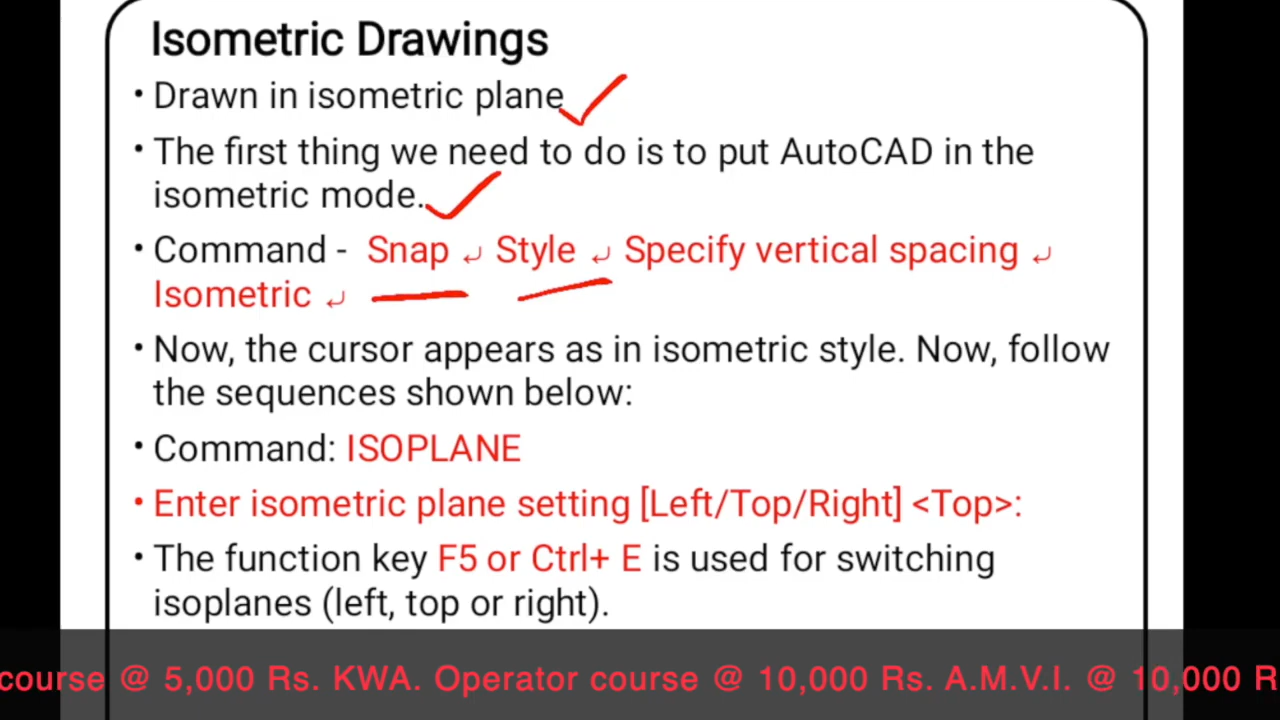 Isometric Drawings
• Drawn in isometric plane
• The first thing we need to do is to put AutoCAD in the
isometric mode.
• Command - Snap ↲ Style ↲ Specify vertical spacing ↲
Isometric ↲
• Now, the cursor appears as in isometric style. Now, follow
the sequences shown below:
• Command: ISOPLANE
• Enter isometric plane setting [Left/Top/Right] <Top>:
• The function key F5 or Ctrl+ E is used for switching
isoplanes (left, top or right).
course @ 5,000 Rs. KWA. Operator course @ 10,000 Rs. A.M.V.I. @ 10,000 R